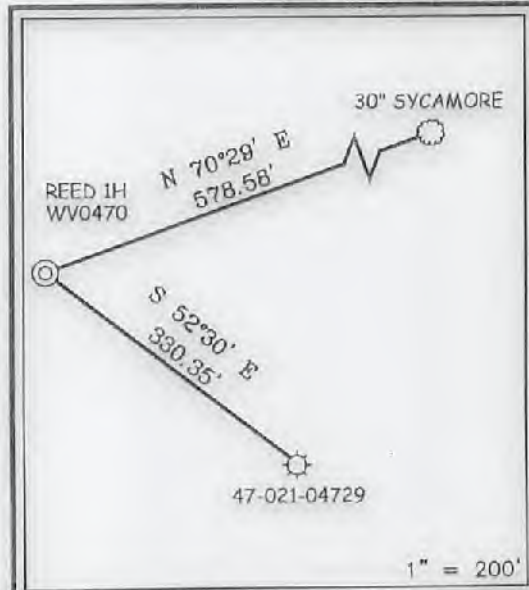 30" SYCAMORE
N 70°29' E
578.58'
REED 1H
WV0470
S 52°30' E
330.35'
47-021-04729
1" = 200'